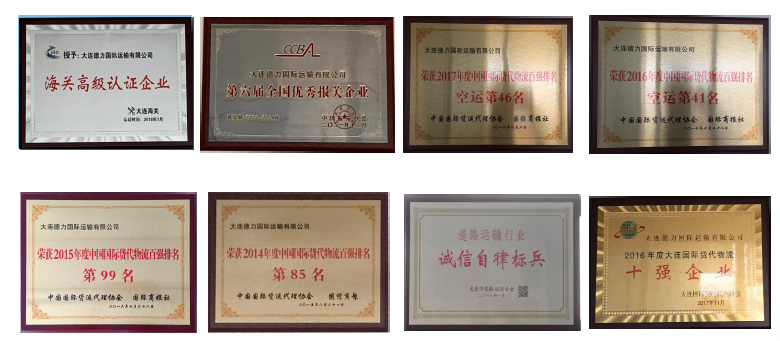 授予：大连德力国际运输有限公司
海关高级认证企业
大连海关
CCBA
大连德力国际运输有限公司
第六届全国优秀报关企业
大连德力国际运输有限公司
荣获2017年度中国国际货代物流百强排名
空运第46名
中国国际货运代理协会 国际商报社
大连德力国际运输有限公司
荣获2016年度中国国际货代物流百强排名
空运第41名
中国国际货运代理协会 国际商报社
大连德力国际运输有限公司
荣获2015年度中国国际货代物流百强排名
第99名
中国国际货运代理协会 国际商报社
二〇一六年七月二十八日
大连德力国际运输有限公司
荣获2014年度中国国际货代物流百强排名
第85名
中国国际货运代理协会 国际商报
道路运输行业
诚信自律标兵
大连德力国际运输有限公司
2016年度大连国际货代物流
十强企业
2017年11月